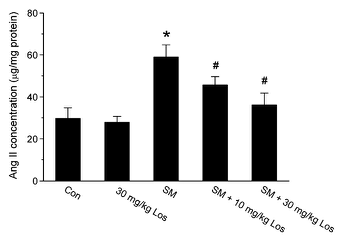 Ang II concentration (µg/mg protein)
80
60
40
20
0
*
#
#
Con
30 mg/kg Los
SM
SM + 10 mg/kg Los
SM + 30 mg/kg Los